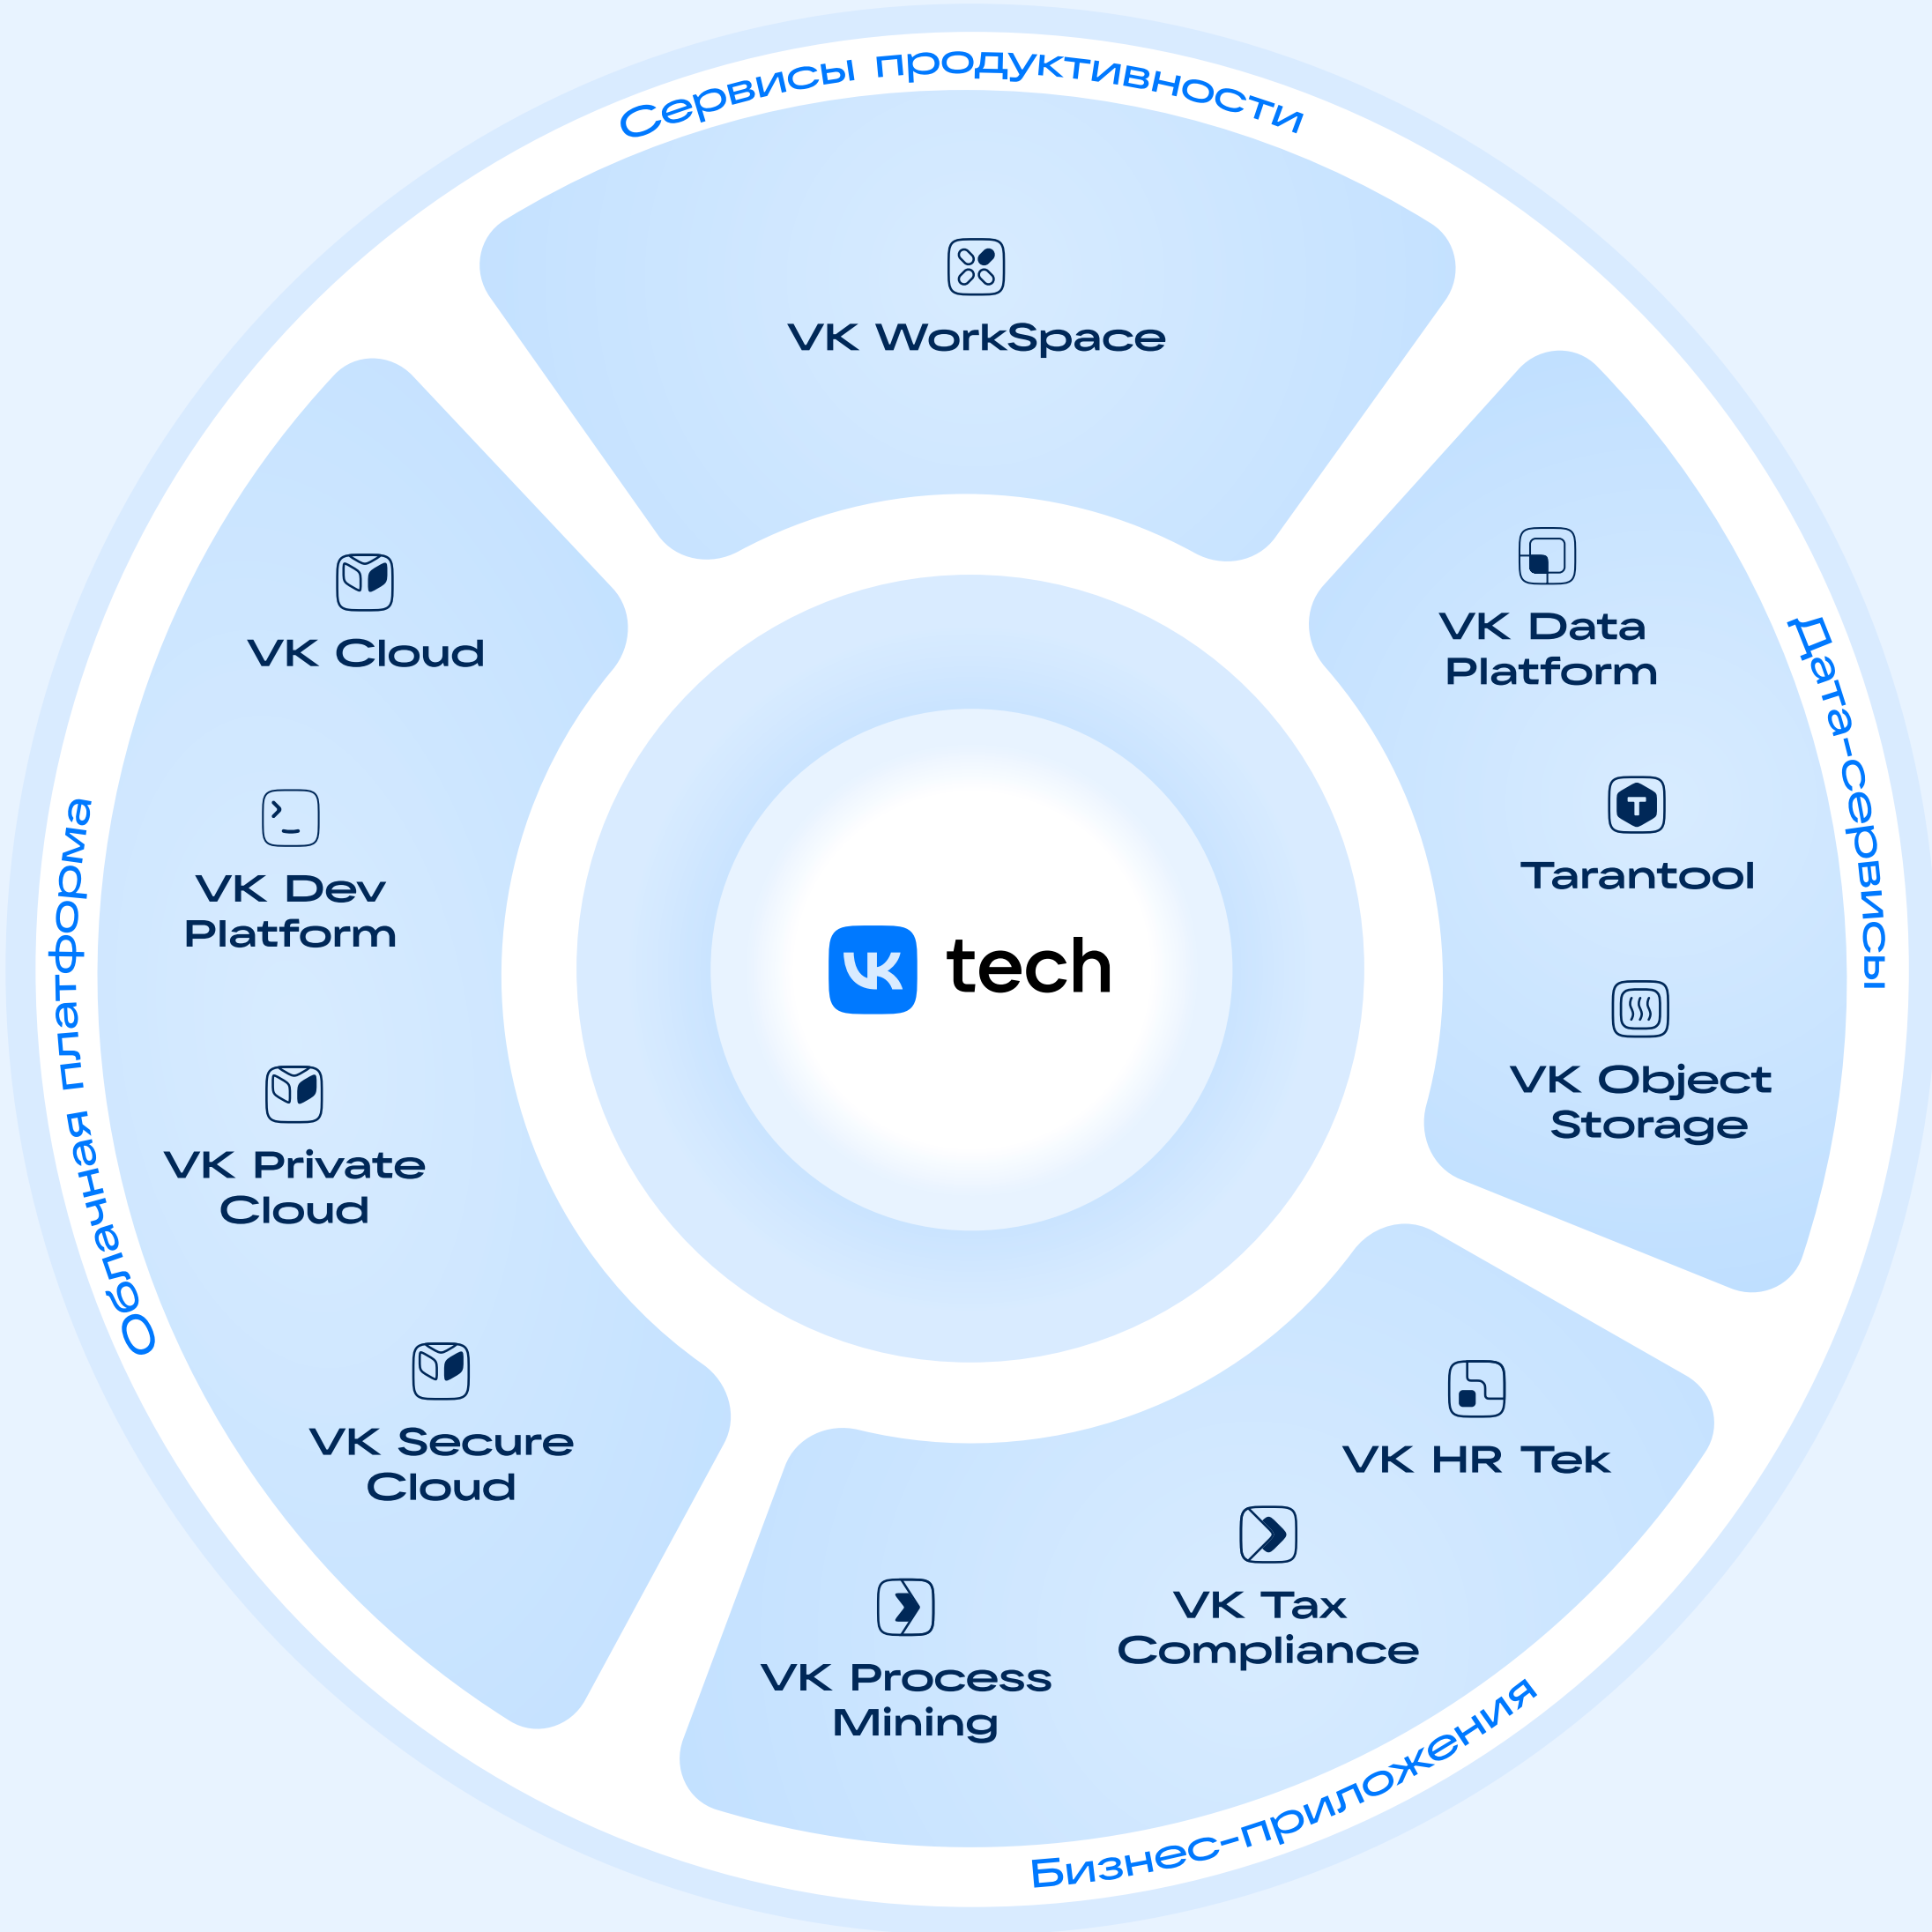 Сервисы продуктивности
VK WorkSpace
Дата-сервисы
VK Data
Platform
Tarantool
VK Object
Storage
Бизнес-приложения
VK HR Tek
VK Tax
Compliance
VK Process
Mining
Облачная платформа
VK Cloud
VK Dev
Platform
VK Private
Cloud
VK Secure
Cloud
VK tech